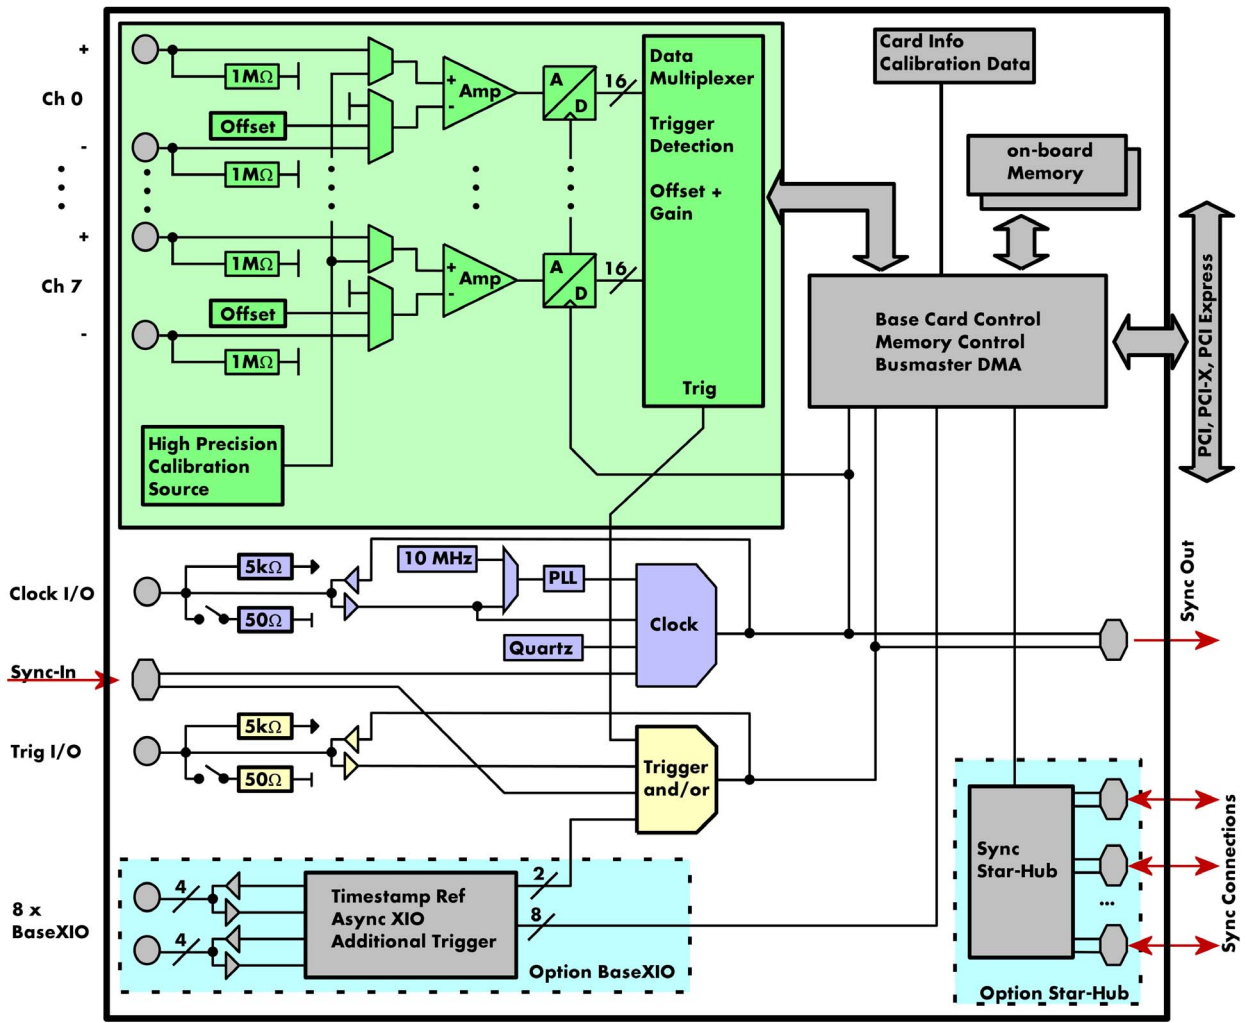 +
Ch 0
-
+
Ch 7
-
1MΩ
Offset
1MΩ
1MΩ
Offset
1MΩ
+
-
Amp
+
-
Amp
A
D
A
D
16
16
Data
Multiplexer
Trigger
Detection
Offset +
Gain
Trig
High Precision
Calibration
Source
Card Info
Calibration Data
on-board
Memory
Base Card Control
Memory Control
Busmaster DMA
PCI, PCI-X, PCI Express
Clock I/O
5kΩ
50Ω
10 MHz
PLL
Quartz
Clock
Sync Out
Sync-In
Trig I/O
5kΩ
50Ω
Trigger
and/or
8 x
BaseXIO
4
4
Timestamp Ref
Async XIO
Additional Trigger
2
8
Option BaseXIO
Sync
Star-Hub
...
Option Star-Hub
Sync Connections